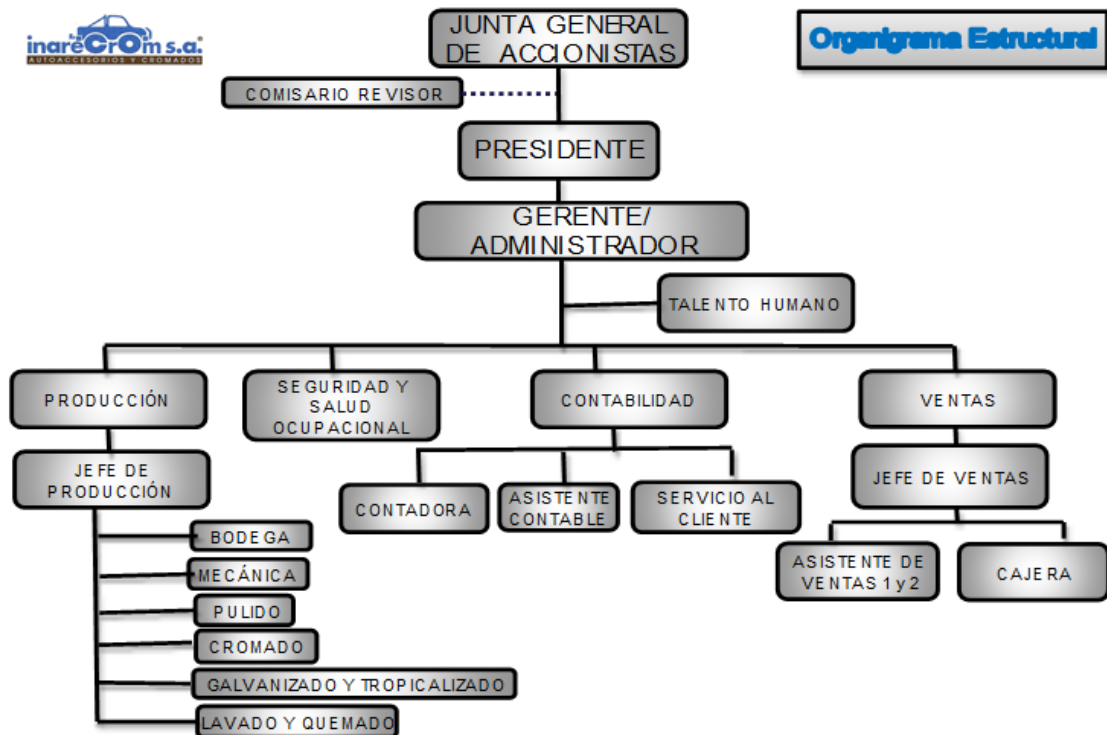 inareCrom s.a.®
AUTOACCESORIOS Y CROMADOS
JUNTA GENERAL
DE ACCIONISTAS
Organigrama Estructural
COMISARIO REVISOR
PRESIDENTE
GERENTE/
ADMINISTRADOR
TALENTO HUMANO
PRODUCCIÓN
SEGURIDAD Y
SALUD
OCUPACIONAL
CONTABILIDAD
VENTAS
JEFE DE
PRODUCCIÓN
CONTADORA
ASISTENTE
CONTABLE
SERVICIO AL
CLIENTE
JEFE DE VENTAS
BODEGA
MECÁNICA
PULIDO
CROMADO
GALVANIZADO Y TROPICALIZADO
LAVADO Y QUEMADO
ASISTENTE DE
VENTAS 1 y 2
CAJERA